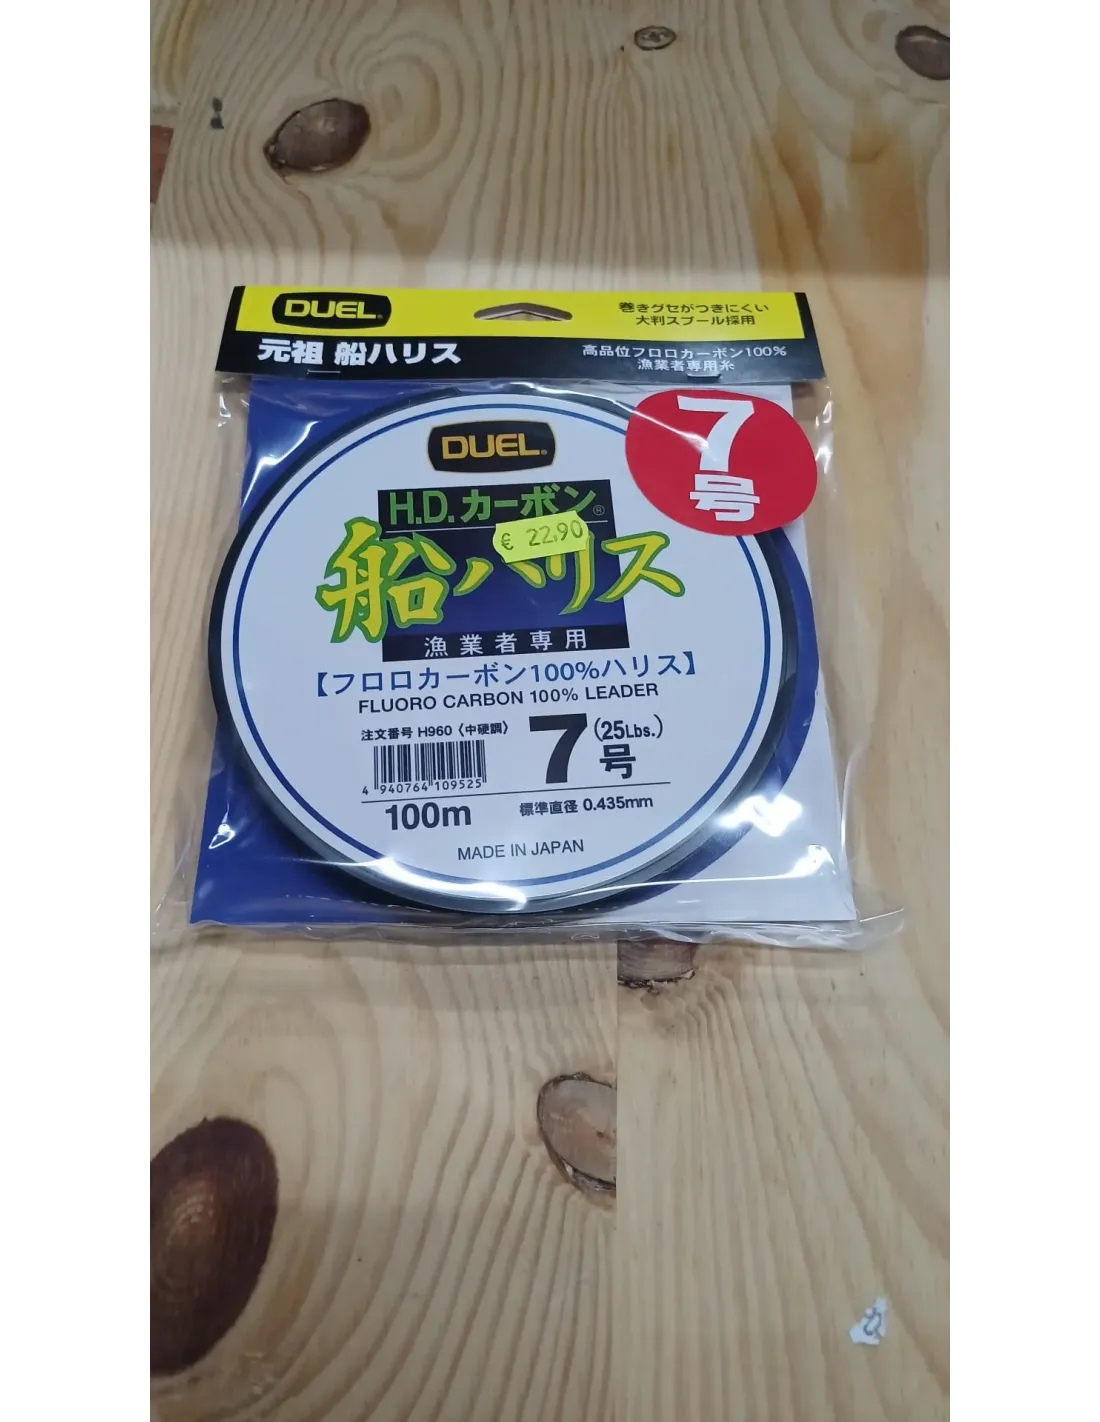 DUEL®
巻きグセがつきにくい
大判スプール採用
元祖 船ハリス
高品位フロロカーボン100%
漁業者専用糸
7
号
DUEL®
H.D.カーボン®
€ 22.90
船ハリス
漁業者専用
【フロロカーボン100%ハリス】
FLUORO CARBON 100% LEADER
注文番号 H960〈中硬調〉
7号 (25Lbs.)
4 940764 109525
100m 標準直径 0.435mm
MADE IN JAPAN